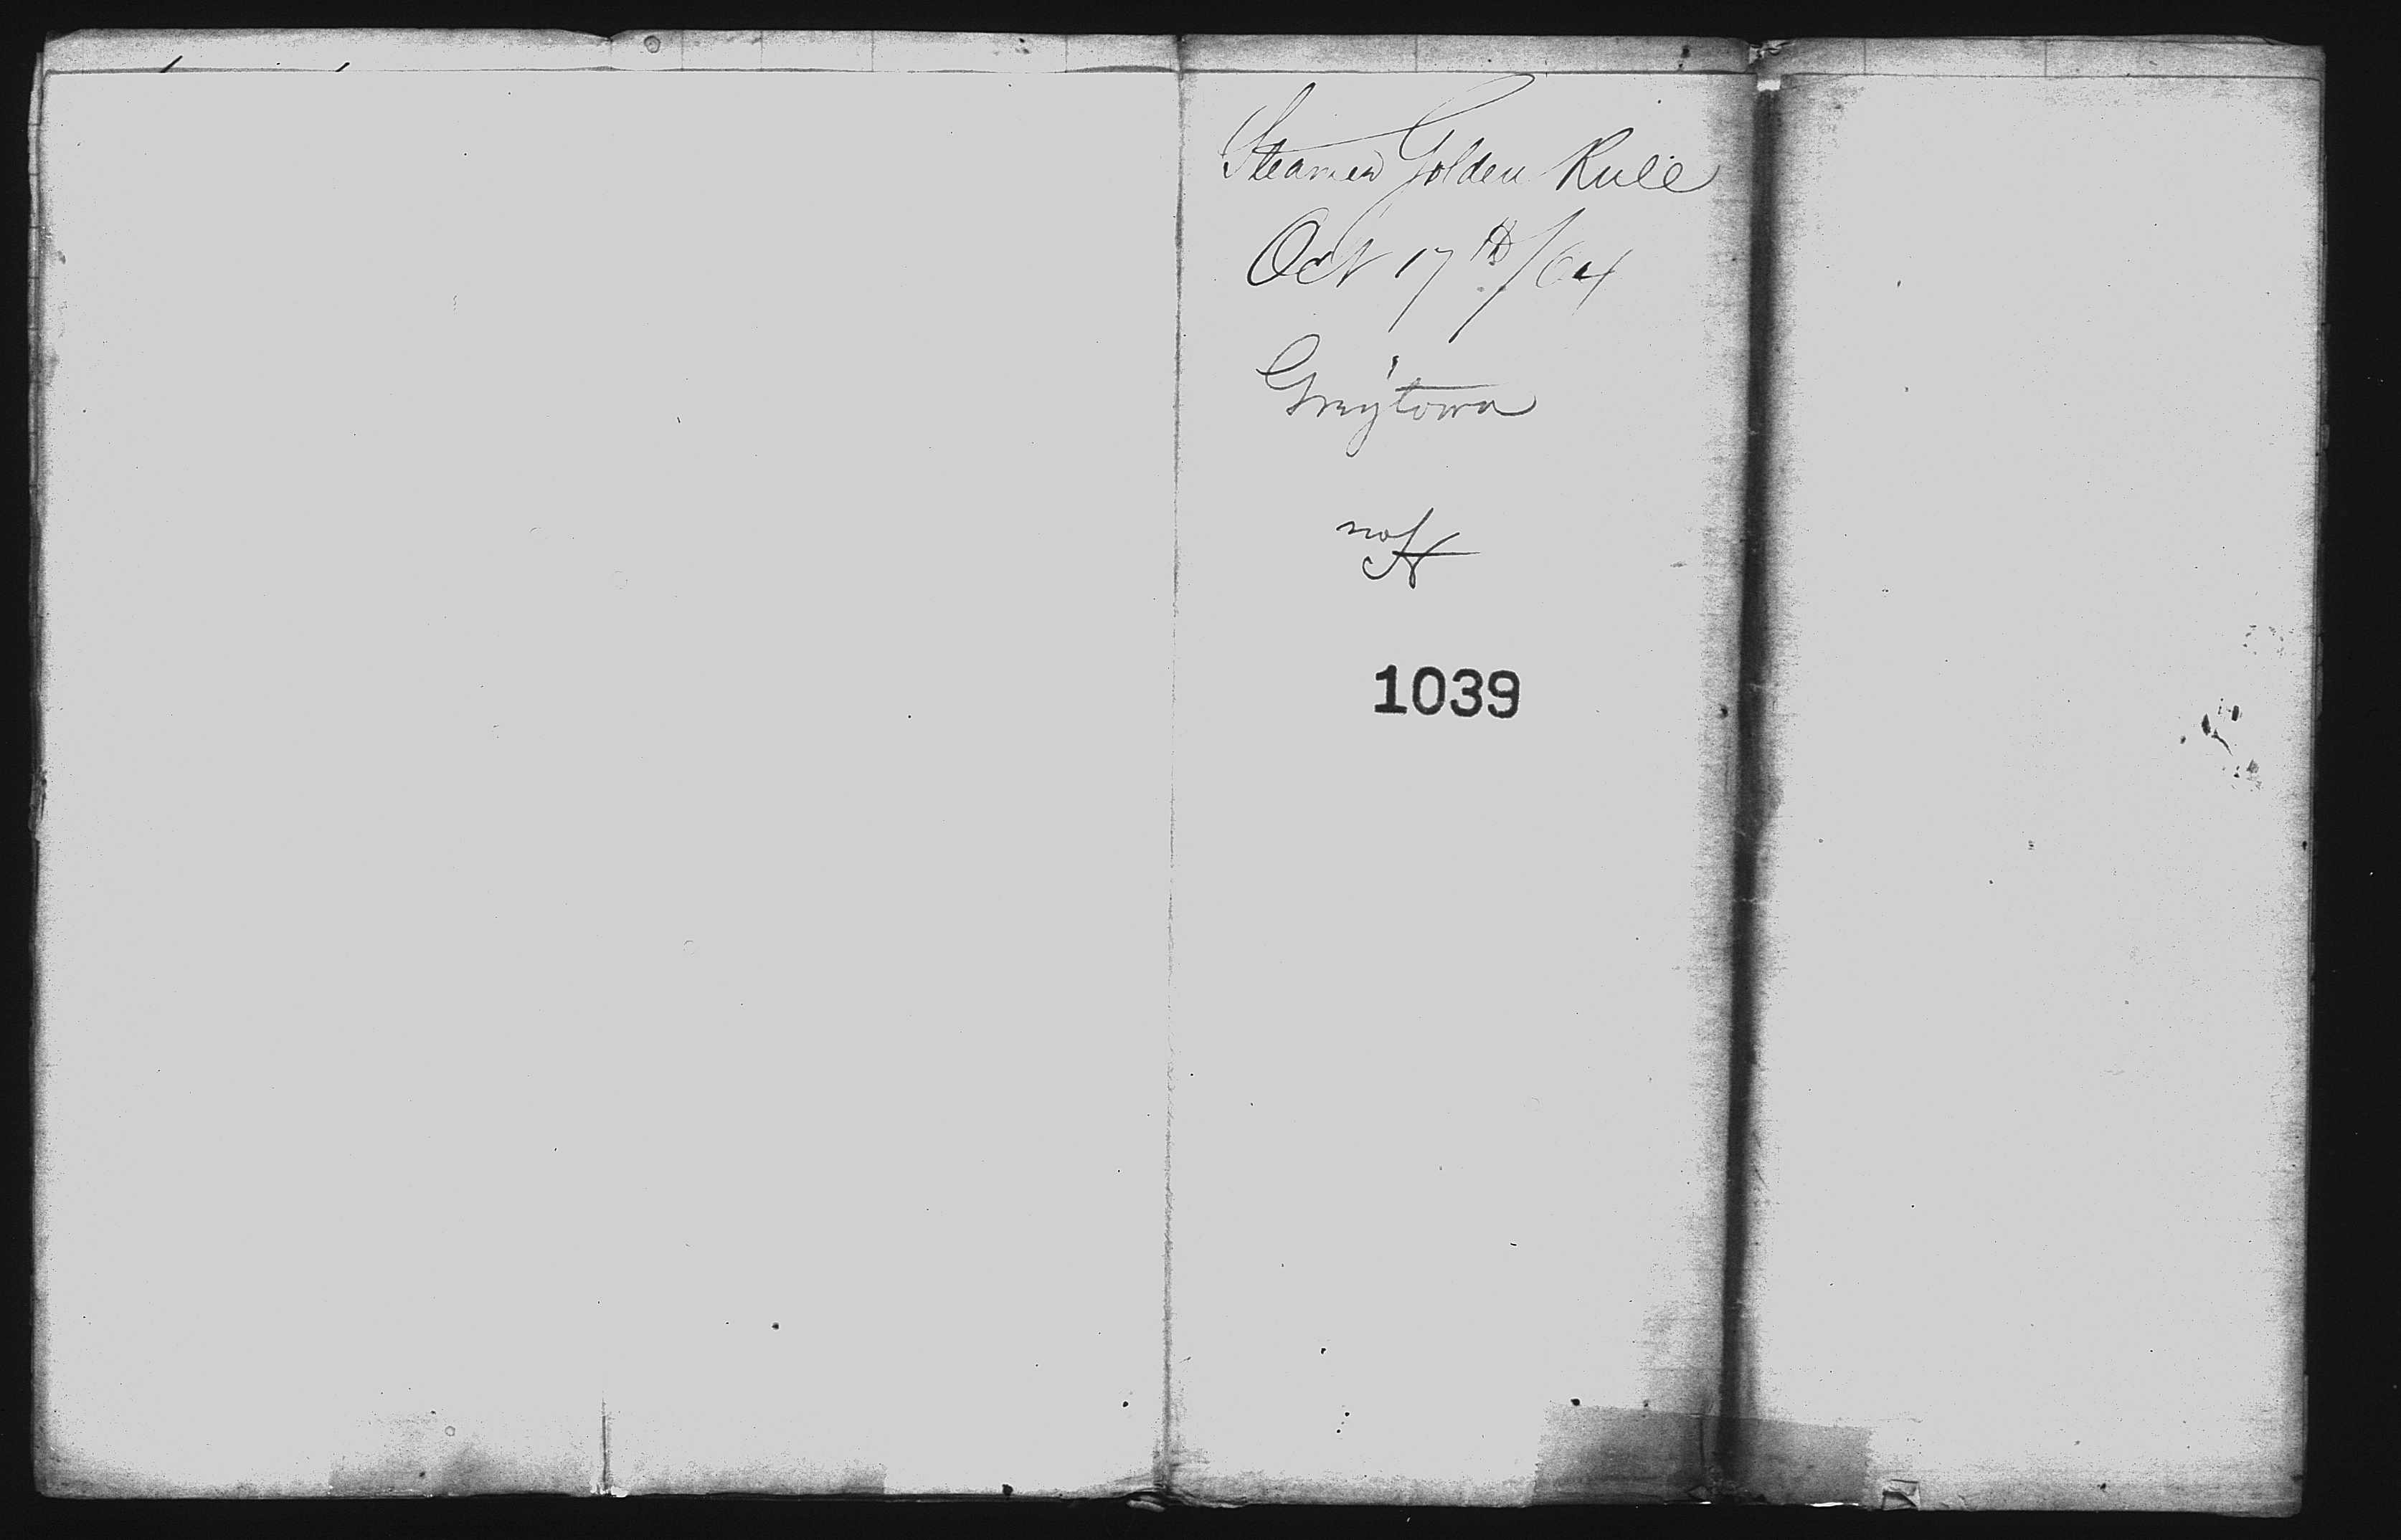 Steamer Golden Rule
Oct 17th/64
Greytown
1039